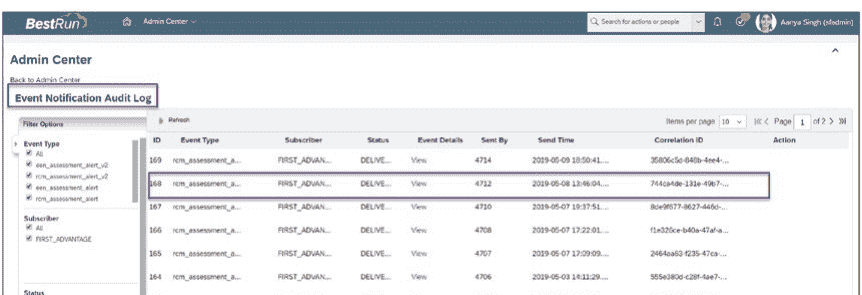 BestRun Admin Center Search for actions or people Aanya Singh (sfadmin)
Admin Center
Back to Admin Center
Event Notification Audit Log
Filter Options
Refresh Items per page 10 Page 1 of 2
ID Event Type Subscriber Status Event Details Sent By Send Time Correlation ID Action
Event Type
All
een_assessment_alert_v2
rcm_assessment_alert_v2
een_assessment_alert
rcm_assessment_alert
Subscriber
All
FIRST_ADVANTAGE
Status
169 rcm_assessment_a... FIRST_ADVAN... DELIVE... View 4714 2019-05-09 18:50:41....
168 rcm_assessment_a... FIRST_ADVAN... DELIVE... View 4712 2019-05-08 13:46:04.... 744ca4de-131e-49b7-...
167 rcm_assessment_a... FIRST_ADVAN... DELIVE... View 4710 2019-05-07 19:37:51.... 8de9f677-8627-446d-...
166 rcm_assessment_a... FIRST_ADVAN... DELIVE... View 4708 2019-05-07 17:22:01.... f1e326ce-b40a-47af-a...
165 rcm_assessment_a... FIRST_ADVAN... DELIVE... View 4707 2019-05-07 17:09:09.... 2464aa63-f235-47ca-...
164 rcm_assessment_a... FIRST_ADVAN... DELIVE... View 4706 2019-05-03 14:11:29.... 555e380d-c28f-4ae7-...